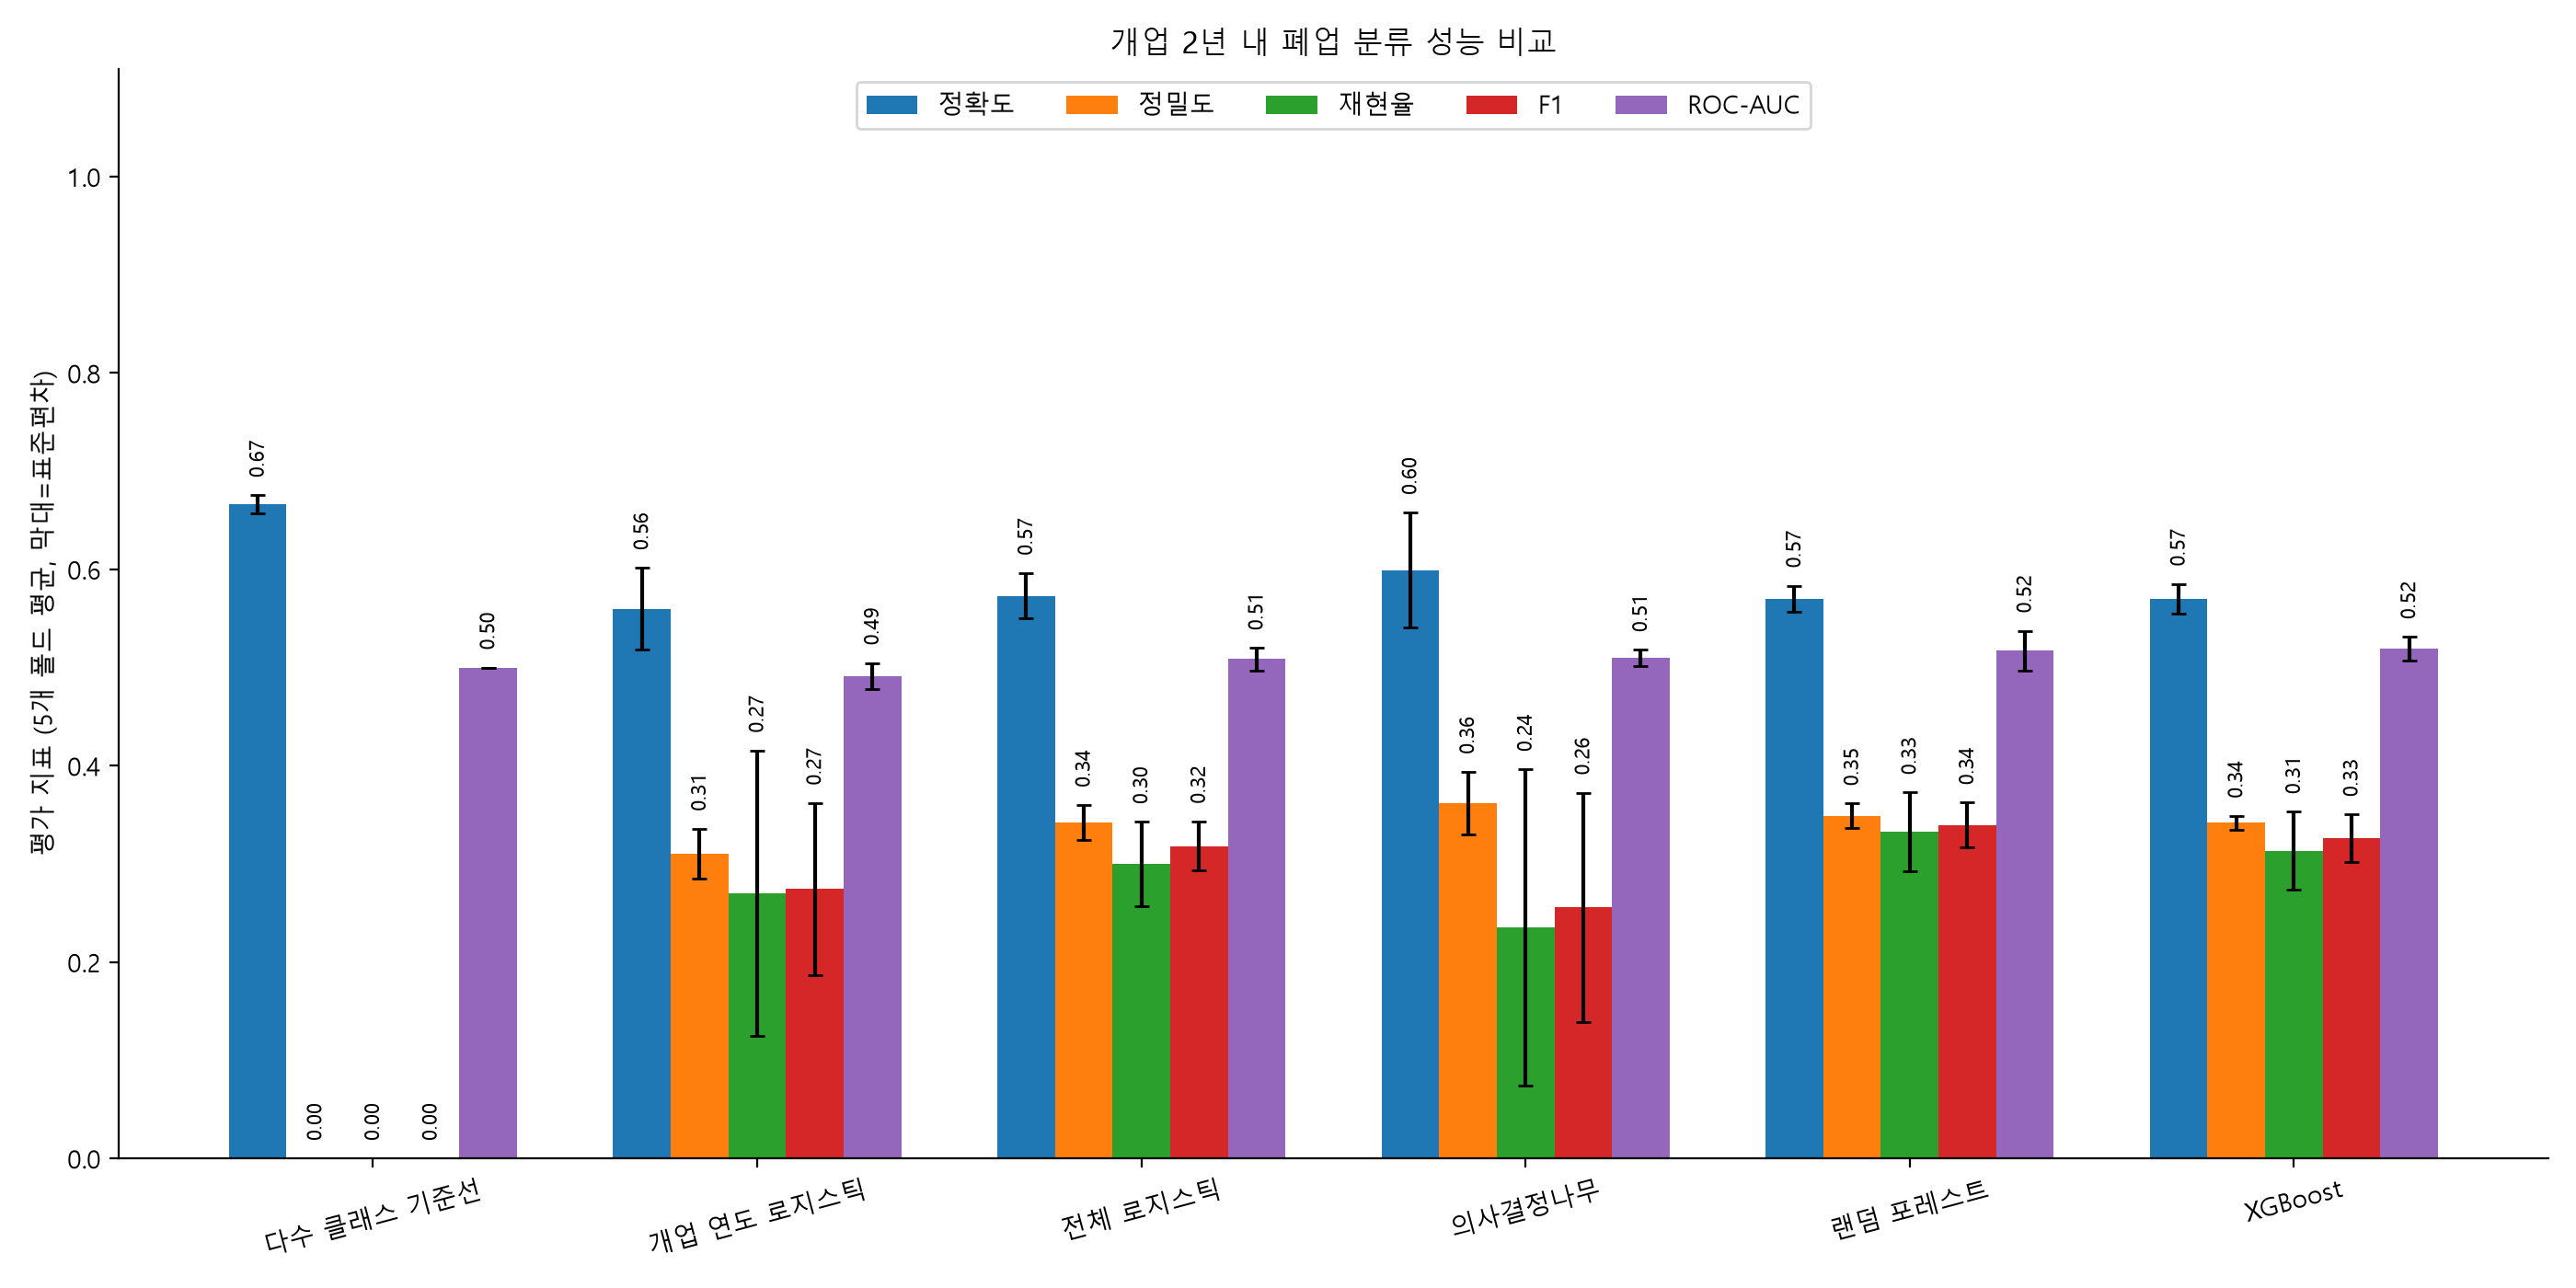 개업 2년 내 폐업 분류 성능 비교
정확도 정밀도 재현율 F1 ROC-AUC
평가 지표 (5개 폴드 평균, 막대=표준편차)
1.0
0.8
0.6
0.4
0.2
0.0
0.67 0.00 0.00 0.00 0.50
0.56 0.31 0.27 0.27 0.49
0.57 0.34 0.30 0.32 0.51
0.60 0.36 0.24 0.26 0.51
0.57 0.35 0.33 0.34 0.52
0.57 0.34 0.31 0.33 0.52
다수 클래스 기준선
개업 연도 로지스틱
전체 로지스틱
의사결정나무
랜덤 포레스트
XGBoost